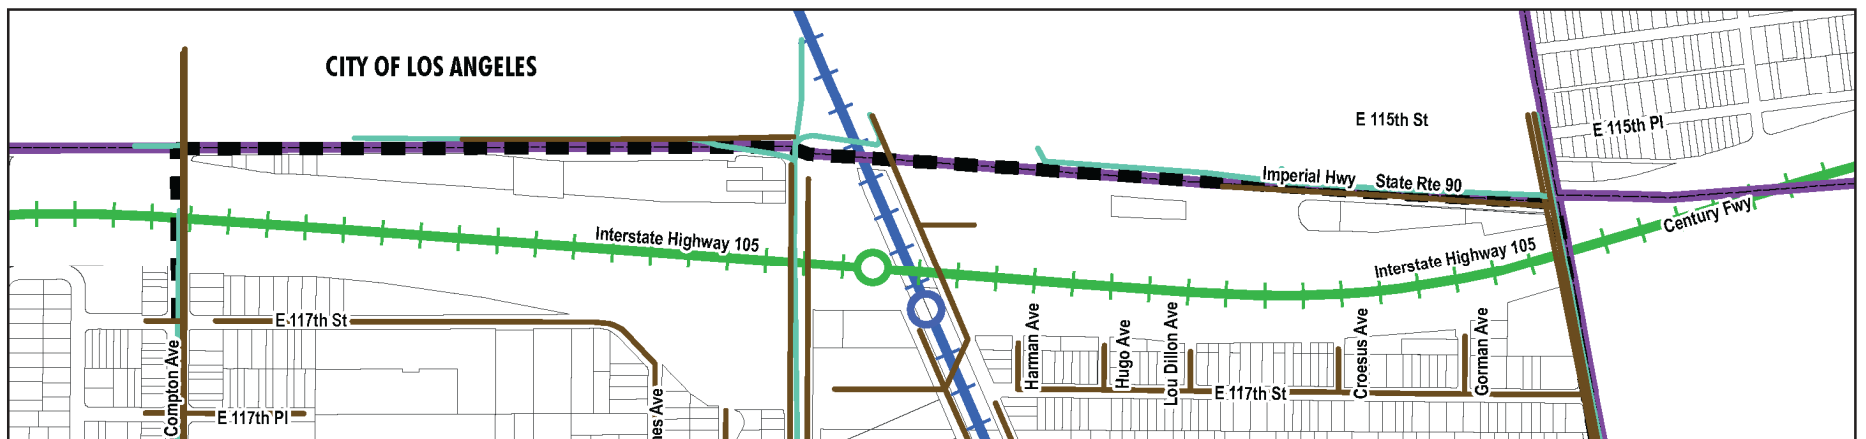 CITY OF LOS ANGELES
E 115th St
E 115th Pl
Imperial Hwy
State Rte 90
Century Fwy
Interstate Highway 105
Interstate Highway 105
E 117th St
Compton Ave
E 117th Pl
nes Ave
Harman Ave
Hugo Ave
Lou Dillon Ave
E 117th St
Croesus Ave
Gorman Ave